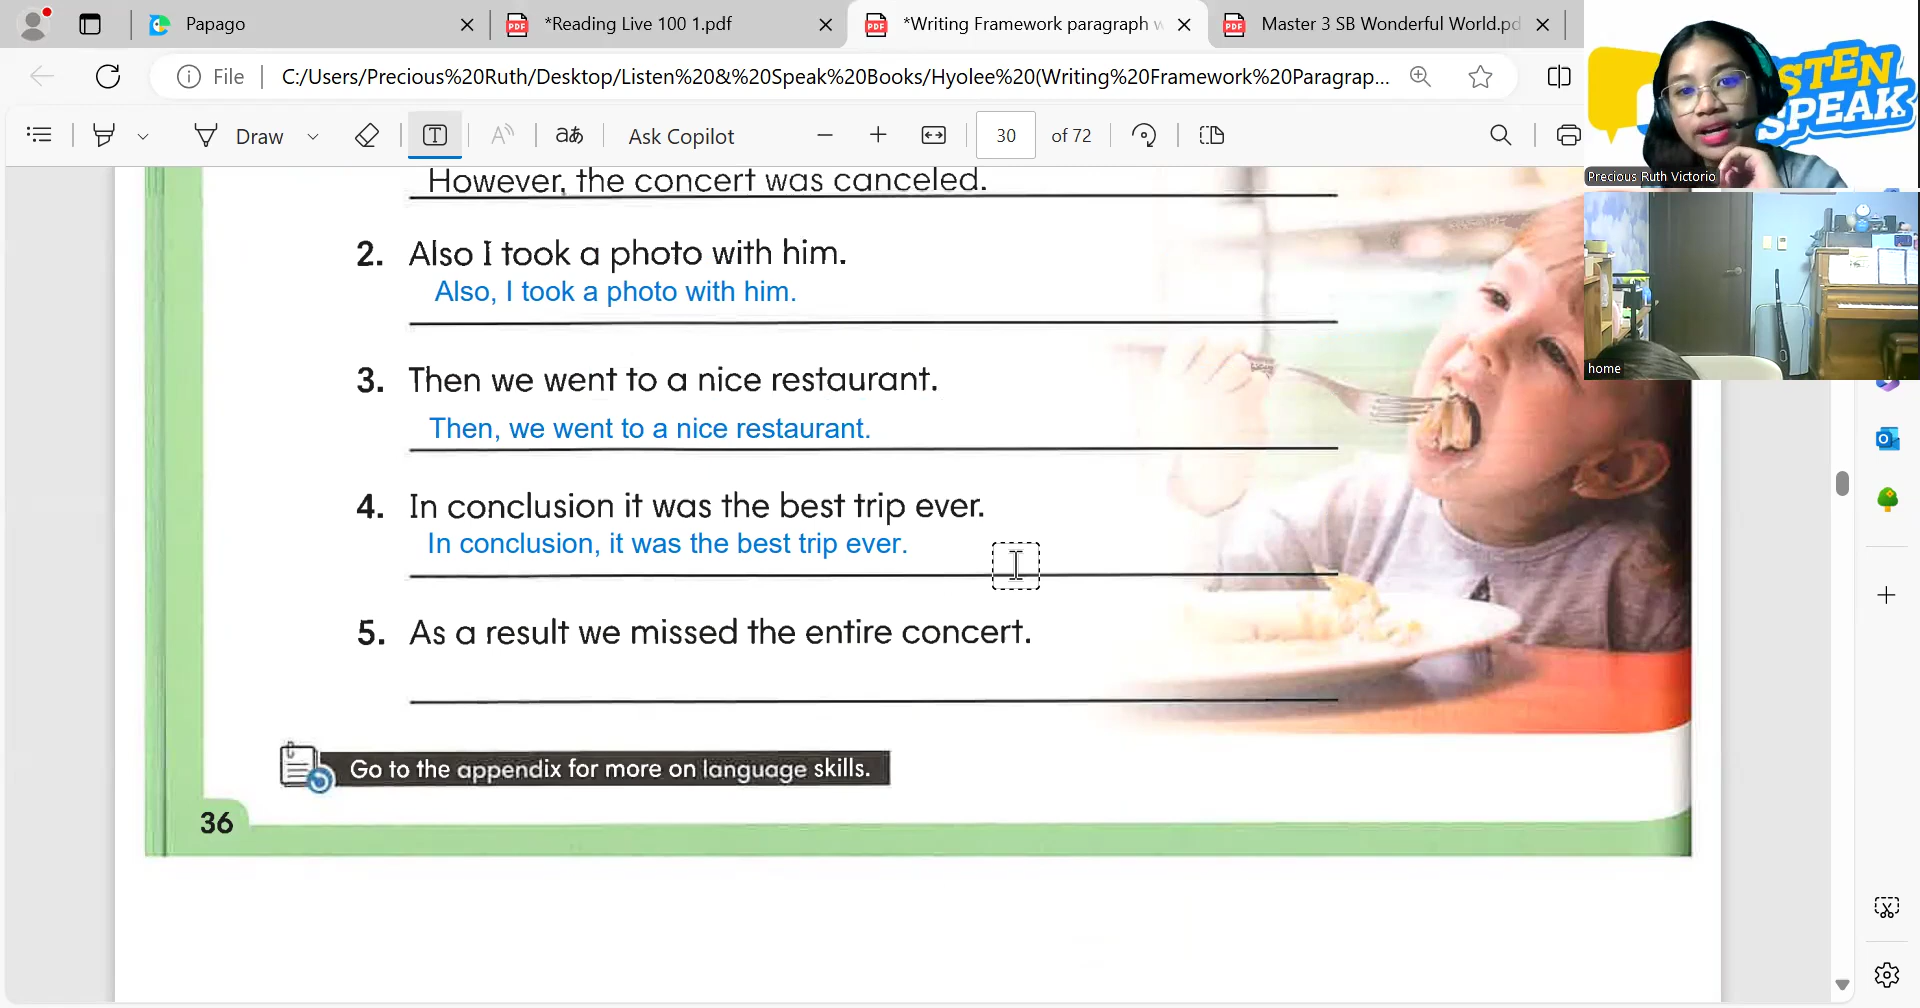 Papago
*Reading Live 100 1.pdf
*Writing Framework paragraph w
Master 3 SB Wonderful World.pd
File
C:/Users/Precious%20Ruth/Desktop/Listen%20&%20Speak%20Books/Hyolee%20(Writing%20Framework%20Paragrap...
Draw
Ask Copilot
30
of 72
STEN
SPEAK
Precious Ruth Victorio
home
However, the concert was canceled.
2. Also I took a photo with him.
Also, I took a photo with him.
3. Then we went to a nice restaurant.
Then, we went to a nice restaurant.
4. In conclusion it was the best trip ever.
In conclusion, it was the best trip ever.
5. As a result we missed the entire concert.
Go to the appendix for more on language skills.
36